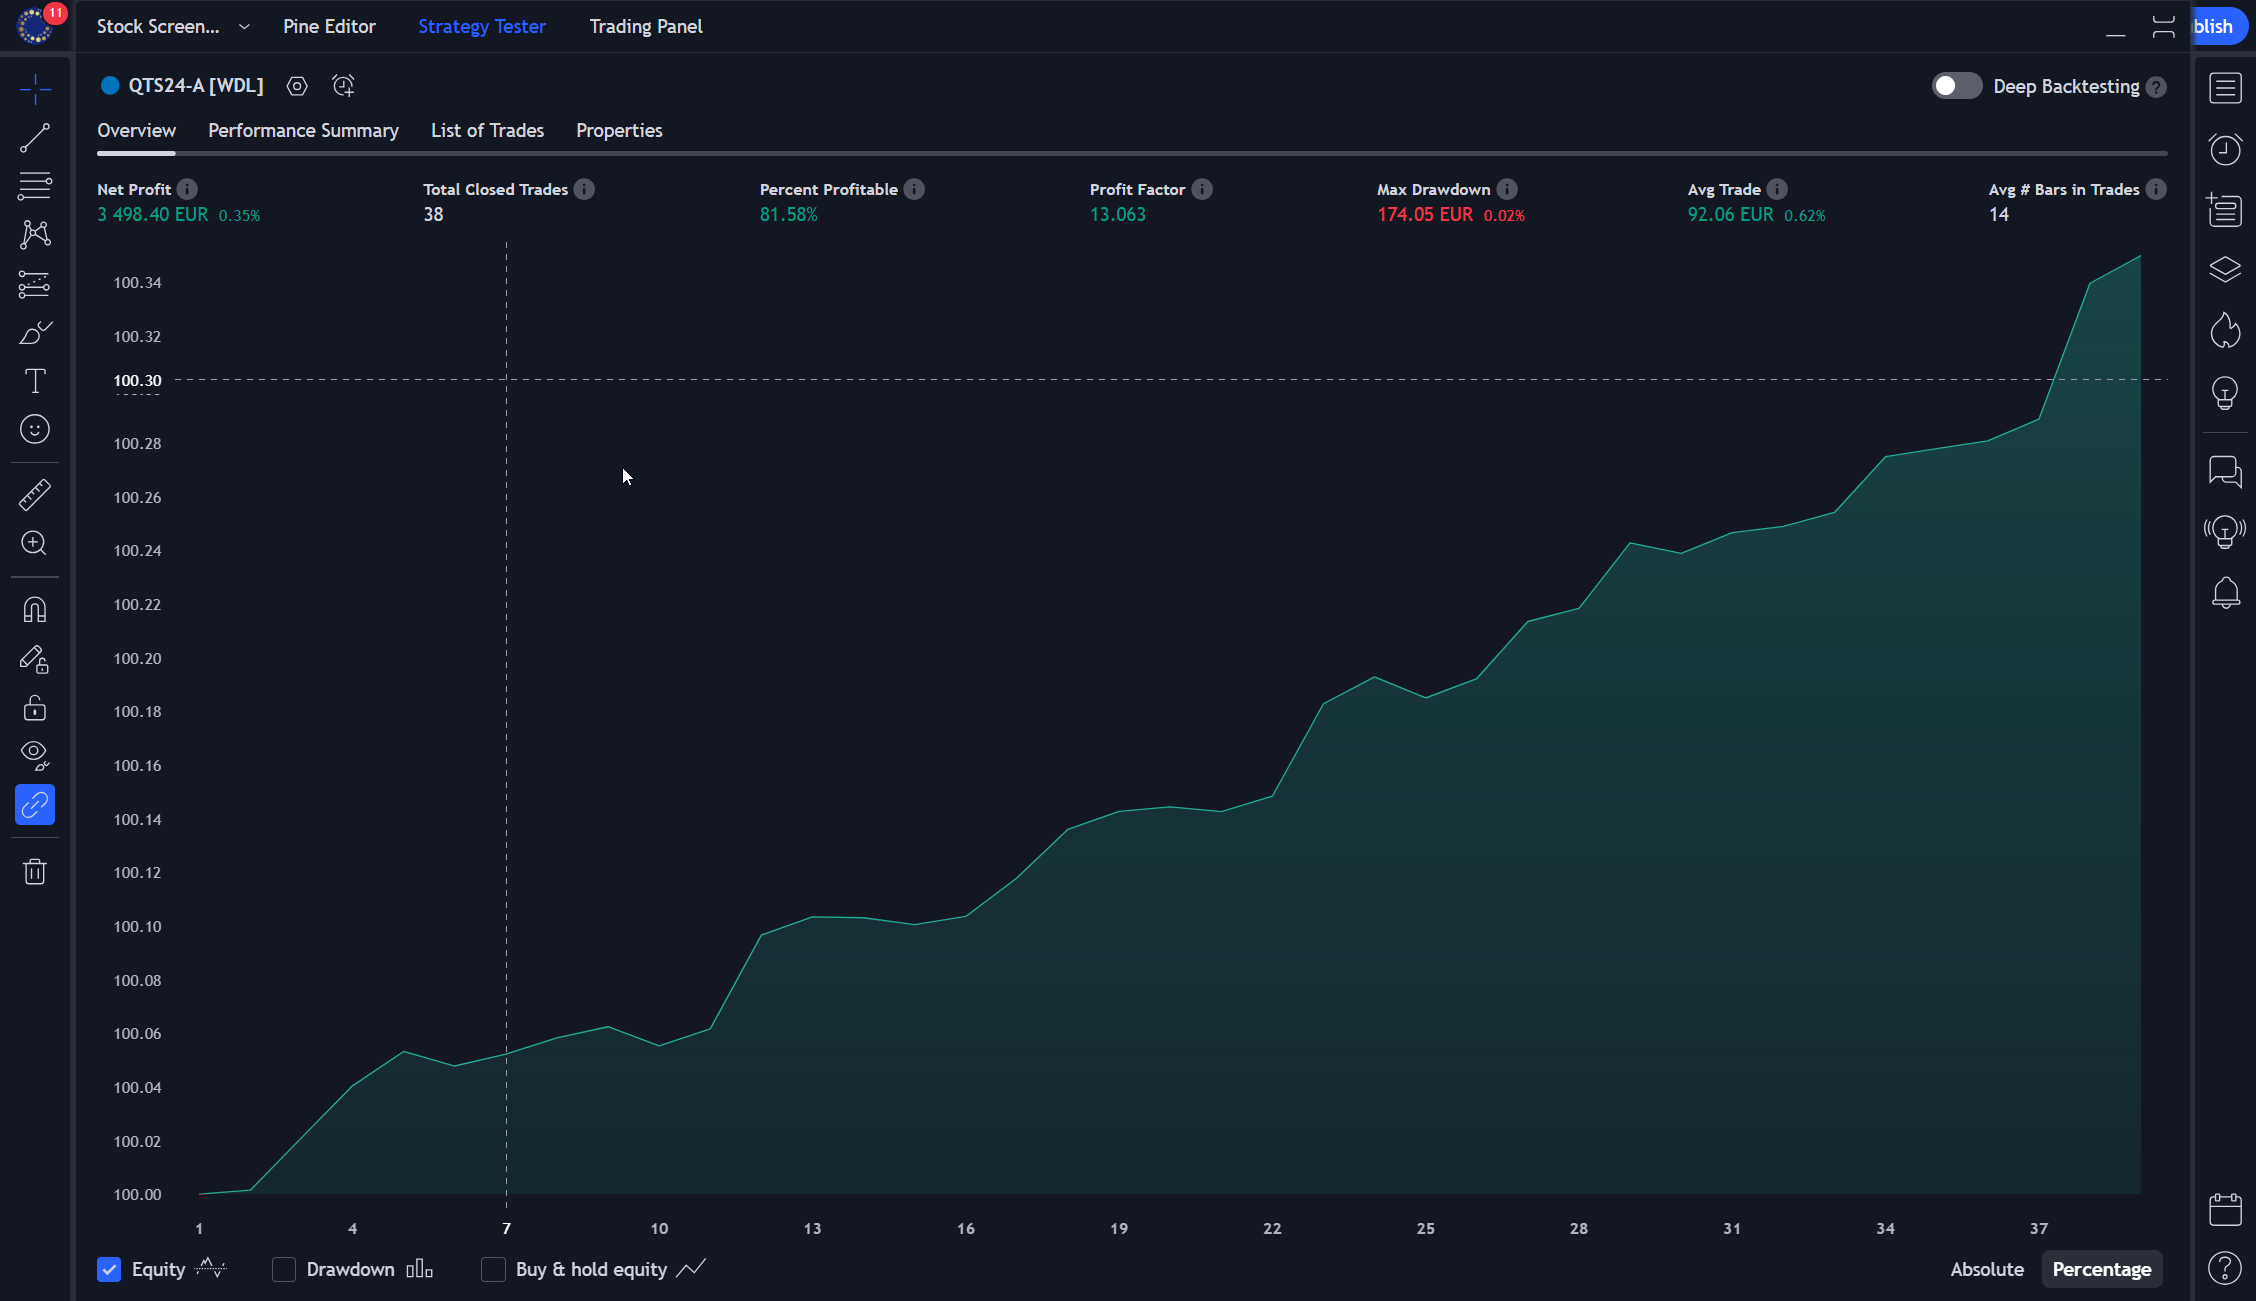 11
Stock Screen... Pine Editor Strategy Tester Trading Panel blish
QTS24-A [WDL] Deep Backtesting ?
Overview Performance Summary List of Trades Properties
Net Profit Total Closed Trades Percent Profitable Profit Factor Max Drawdown Avg Trade Avg # Bars in Trades
3 498.40 EUR 0.35% 38 81.58% 13.063 174.05 EUR 0.02% 92.06 EUR 0.62% 14
100.34
100.32
100.30
100.28
100.26
100.24
100.22
100.20
100.18
100.16
100.14
100.12
100.10
100.08
100.06
100.04
100.02
100.00
1 4 7 10 13 16 19 22 25 28 31 34 37
Equity Drawdown Buy & hold equity Absolute Percentage